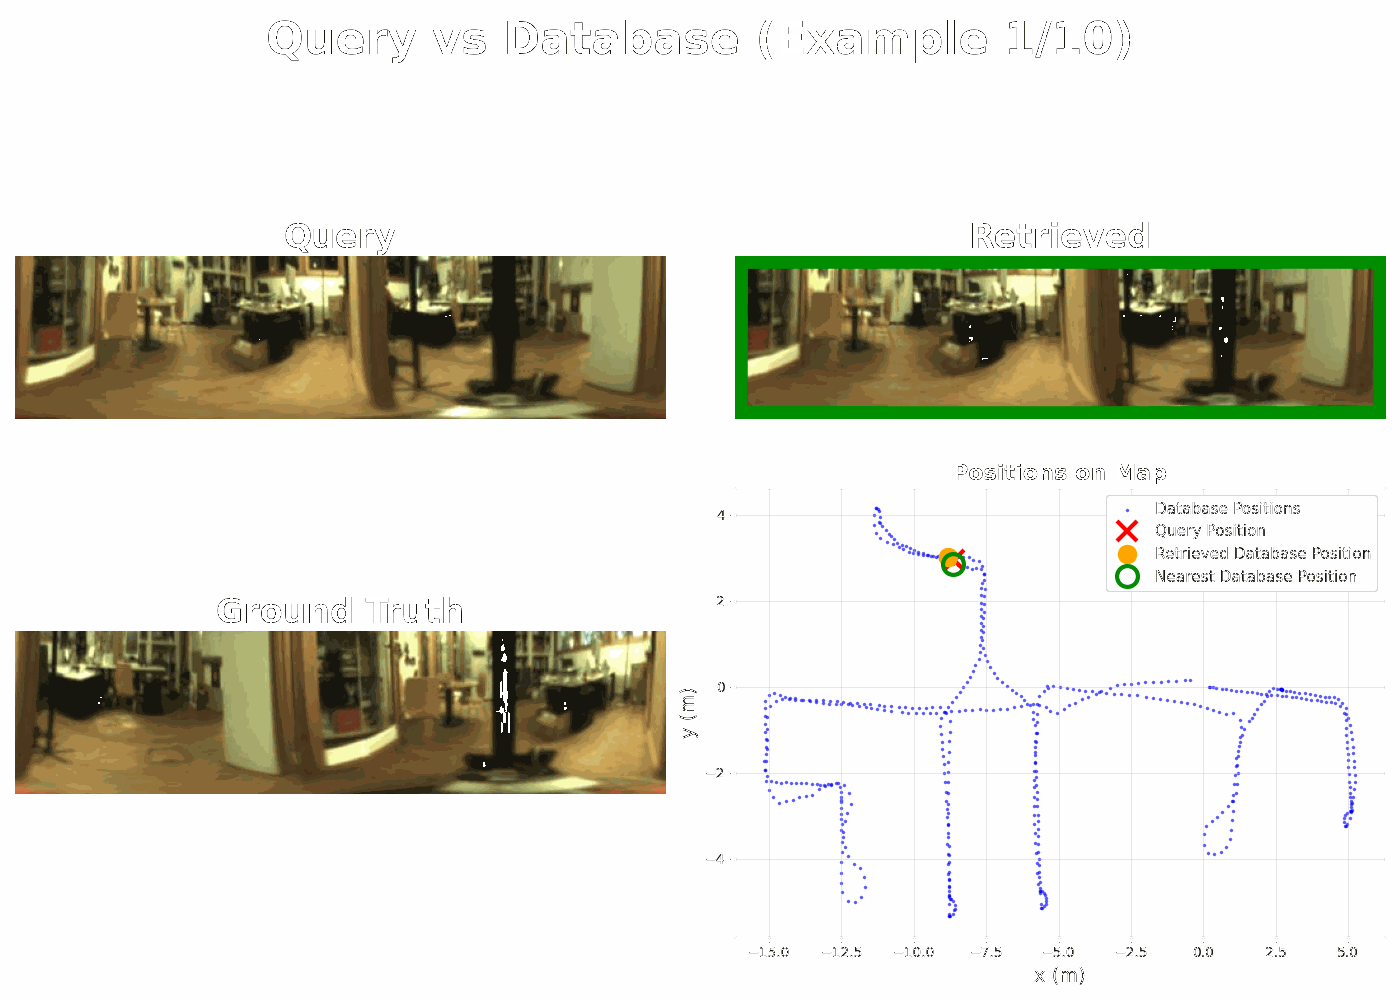 Query vs Database (Example 1/10)
Query
Retrieved
Ground Truth
Positions on Map
Database Positions
Query Position
Retrieved Database Position
Nearest Database Position
4
2
0
−2
−4
y (m)
−15.0
−12.5
−10.0
−7.5
−5.0
−2.5
0.0
2.5
5.0
x (m)